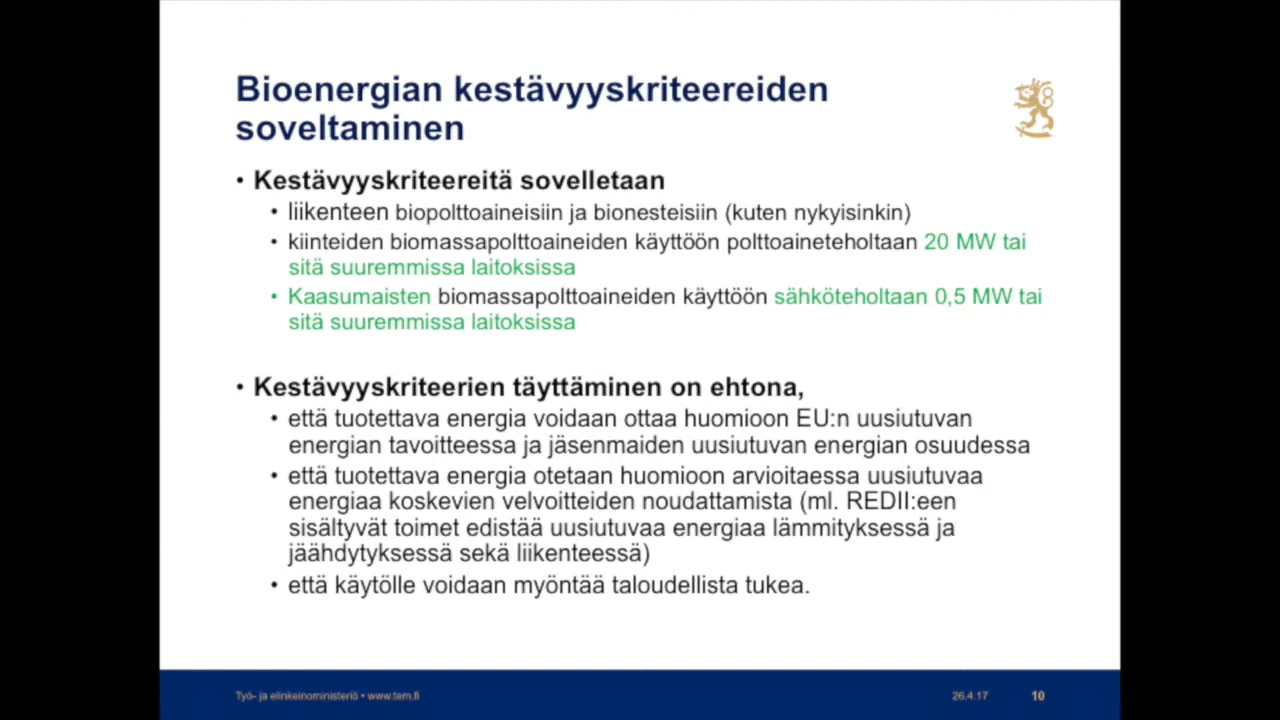 Bioenergian kestävyyskriteereiden
soveltaminen
• Kestävyyskriteereitä sovelletaan
• liikenteen biopolttoaineisiin ja bionesteisiin (kuten nykyisinkin)
• kiinteiden biomassapolttoaineiden käyttöön polttoaineteholtaan 20 MW tai
sitä suuremmissa laitoksissa
• Kaasumaisten biomassapolttoaineiden käyttöön sähköteholtaan 0,5 MW tai
sitä suuremmissa laitoksissa
• Kestävyyskriteerien täyttäminen on ehtona,
• että tuotettava energia voidaan ottaa huomioon EU:n uusiutuvan
energian tavoitteessa ja jäsenmaiden uusiutuvan energian osuudessa
• että tuotettava energia otetaan huomioon arvioitaessa uusiutuvaa
energiaa koskevien velvoitteiden noudattamista (ml. REDII:een
sisältyvät toimet edistää uusiutuvaa energiaa lämmityksessä ja
jäähdytyksessä sekä liikenteessä)
• että käytölle voidaan myöntää taloudellista tukea.
Työ- ja elinkeinoministeriö • www.tem.fi 26.4.17 10